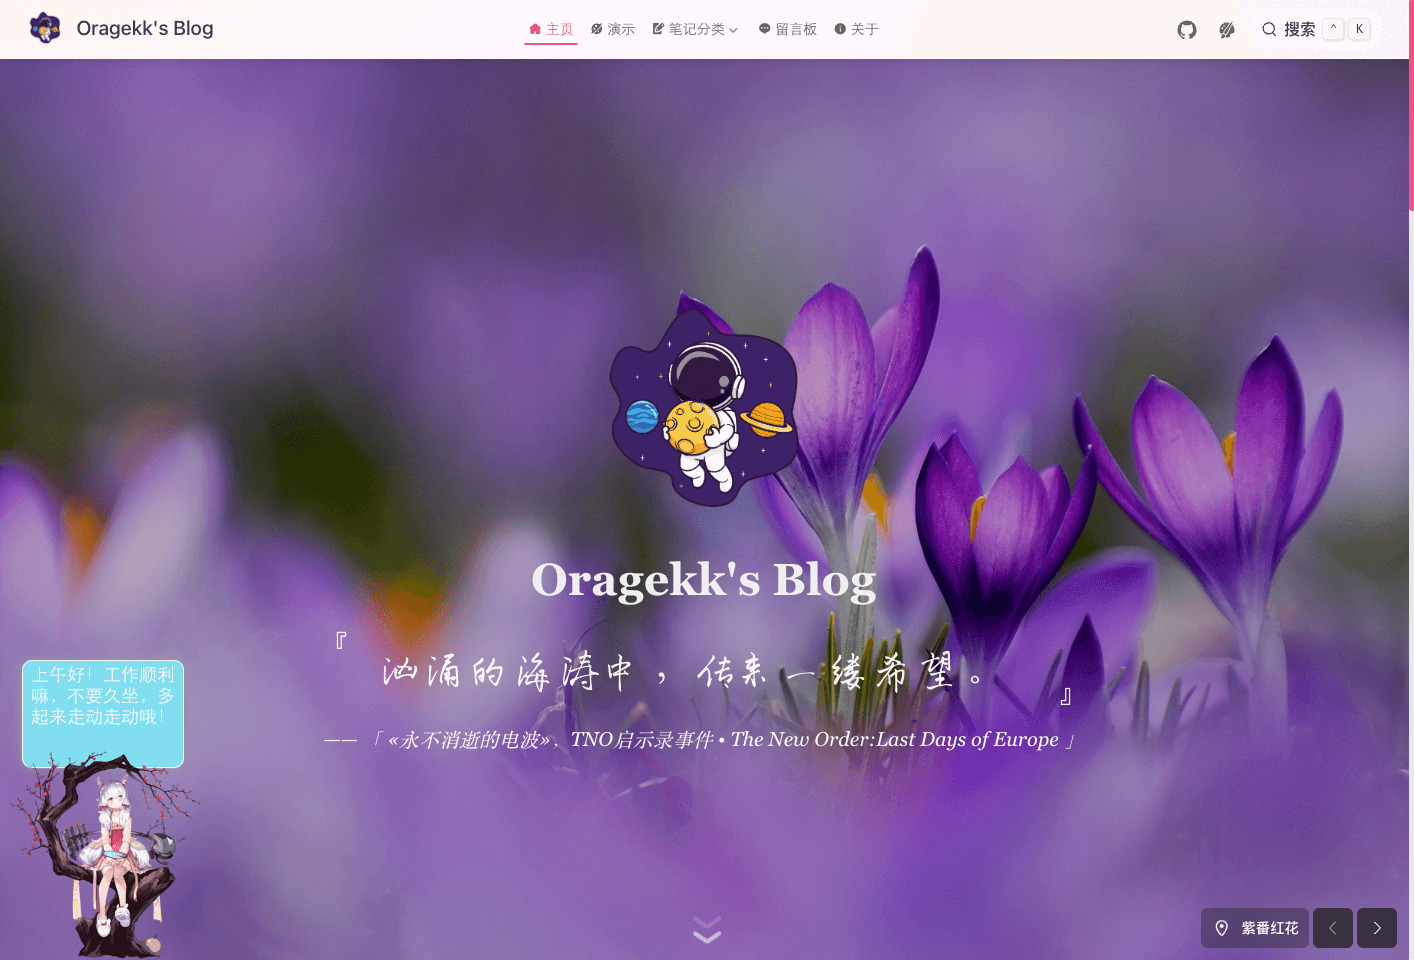 Oragekk's Blog
主页
演示
笔记分类
留言板
关于
搜索
^
K
Oragekk's Blog
『
汹涌的海涛中，传来一缕希望。
』
—— 「 «永不消逝的电波»，TNO启示录事件 • The New Order:Last Days of Europe 」
上午好！工作顺利
嘛，不要久坐，多
起来走动走动哦！
紫番红花